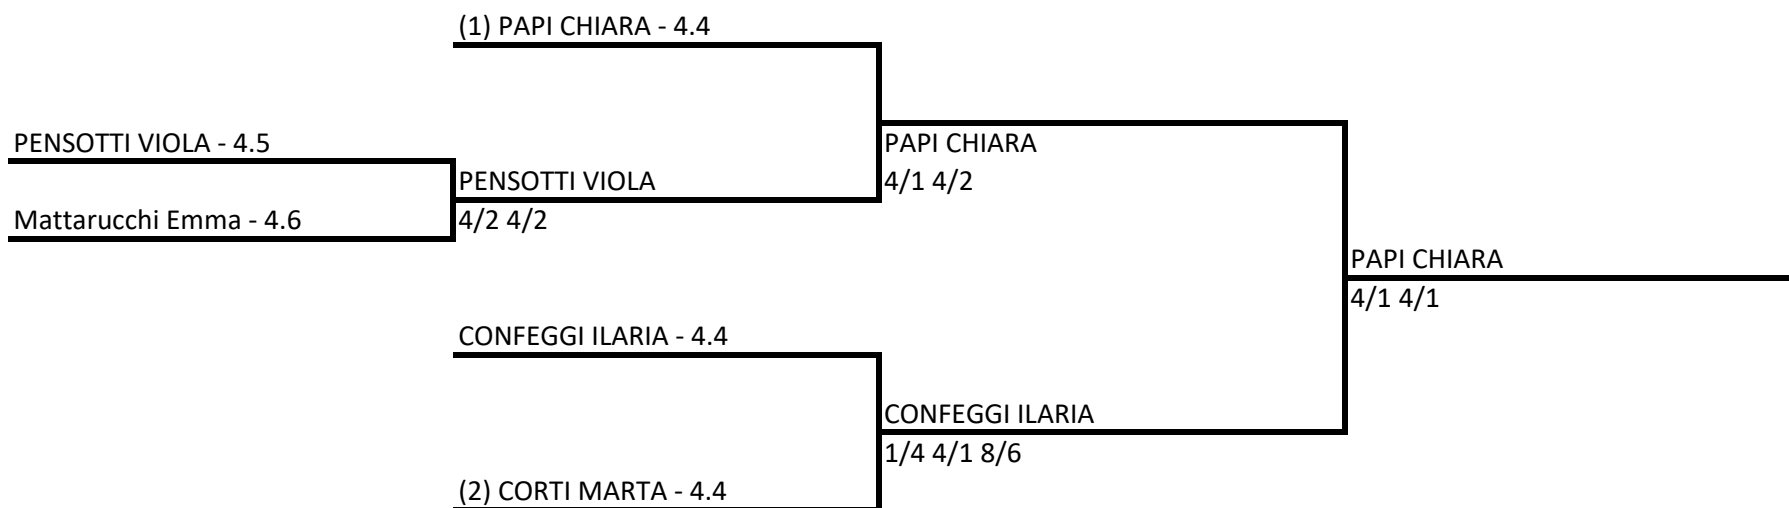 (1) PAPI CHIARA - 4.4
PENSOTTI VIOLA - 4.5
PAPI CHIARA
PENSOTTI VIOLA
4/1 4/2
Mattarucchi Emma - 4.6
4/2 4/2
PAPI CHIARA
4/1 4/1
CONFEGGI ILARIA - 4.4
CONFEGGI ILARIA
1/4 4/1 8/6
(2) CORTI MARTA - 4.4